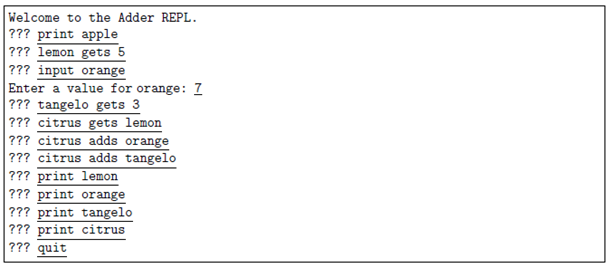 Welcome to the Adder REPL.
??? print apple
??? lemon gets 5
??? input orange
Enter a value for orange: 7
??? tangelo gets 3
??? citrus gets lemon
??? citrus adds orange
??? citrus adds tangelo
??? print lemon
??? print orange
??? print tangelo
??? print citrus
??? quit